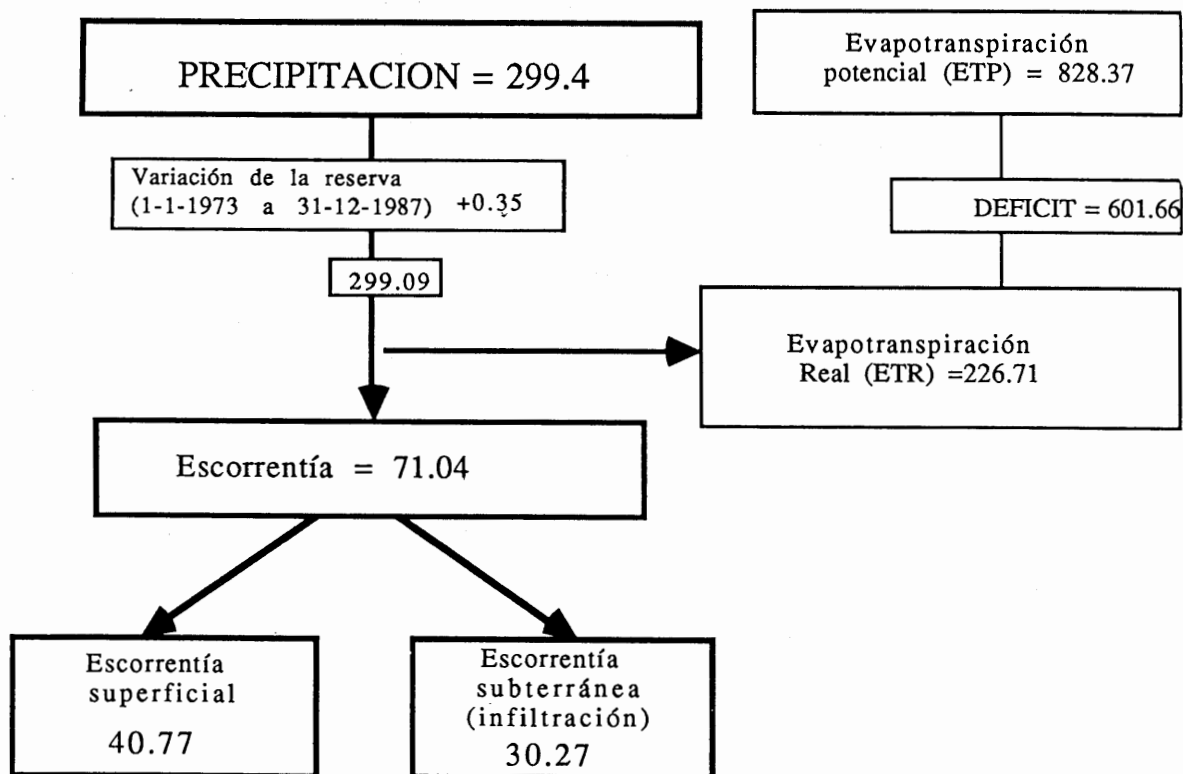 PRECIPITACION = 299.4
Evapotranspiración
potencial (ETP) = 828.37
Variación de la reserva
(1-1-1973 a 31-12-1987) +0.35
DEFICIT = 601.66
299.09
Evapotranspiración
Real (ETR) =226.71
Escorrentía = 71.04
Escorrentía
superficial
40.77
Escorrentía
subterránea
(infiltración)
30.27